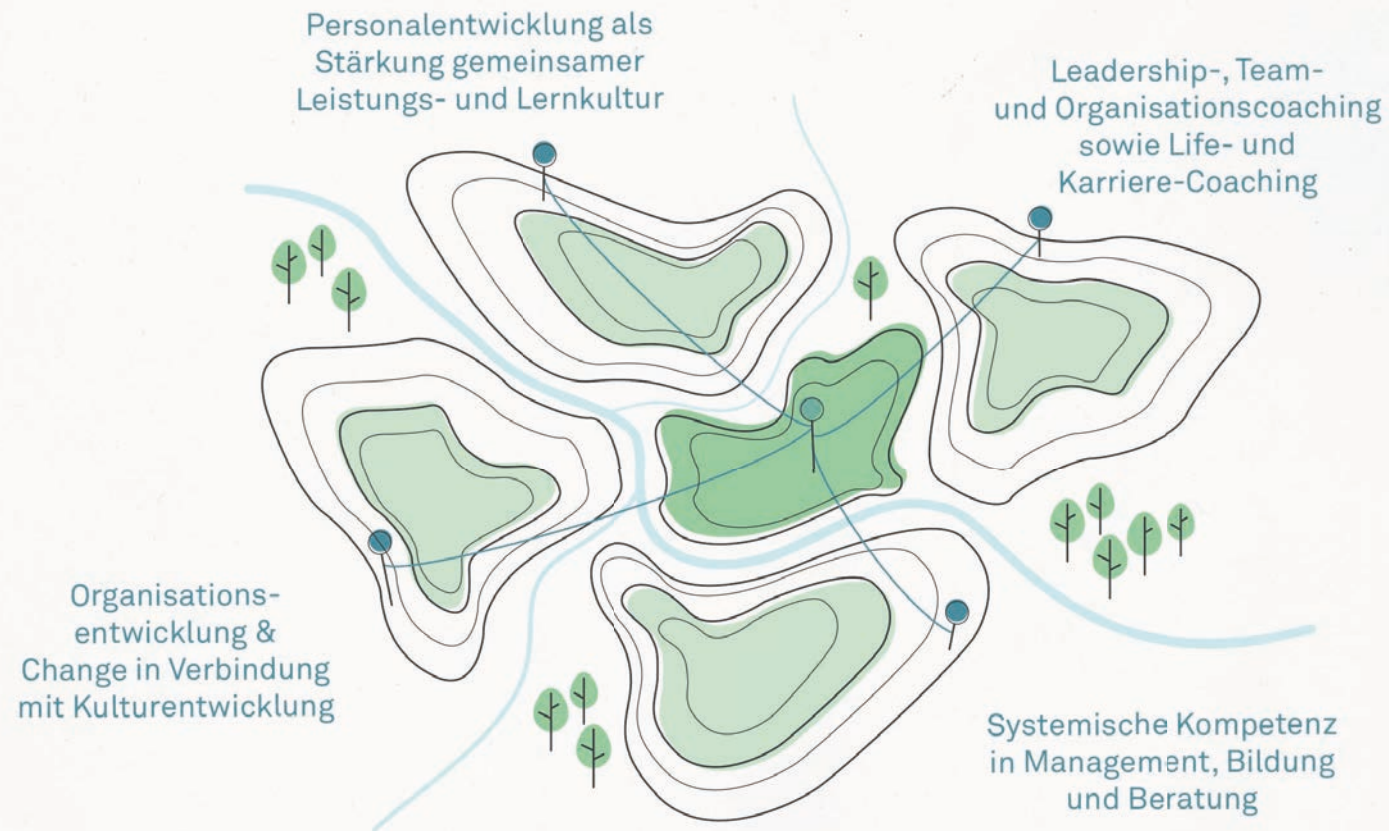 Personalentwicklung als
Stärkung gemeinsamer
Leistungs- und Lernkultur
Leadership-, Team-
und Organisationscoaching
sowie Life- und
Karriere-Coaching
Organisations-
entwicklung &
Change in Verbindung
mit Kulturentwicklung
Systemische Kompetenz
in Management, Bildung
und Beratung